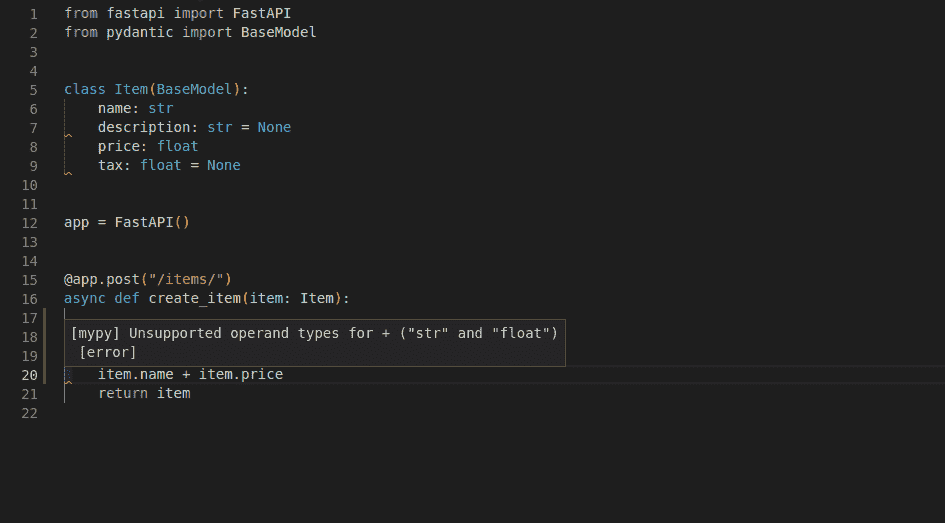 1 from fastapi import FastAPI
2 from pydantic import BaseModel
3
4
5 class Item(BaseModel):
6     name: str
7     description: str = None
8     price: float
9     tax: float = None
10
11
12 app = FastAPI()
13
14
15 @app.post("/items/")
16 async def create_item(item: Item):
17
18 [mypy] Unsupported operand types for + ("str" and "float")
19 [error]
20     item.name + item.price
21     return item
22